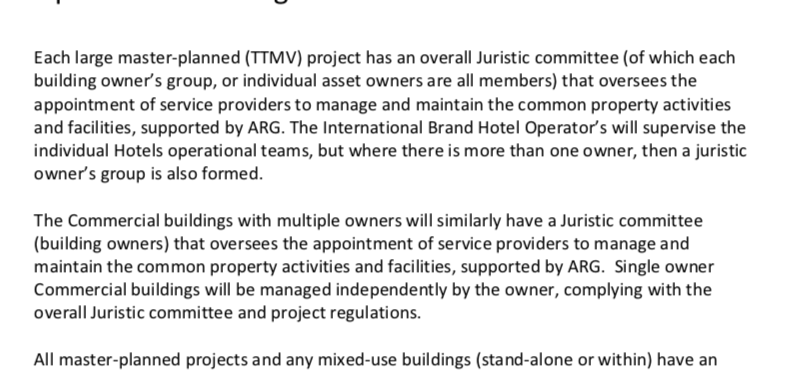 Each large master-planned (TTMV) project has an overall Juristic committee (of which each
building owner's group, or individual asset owners are all members) that oversees the
appointment of service providers to manage and maintain the common property activities
and facilities, supported by ARG. The International Brand Hotel Operator's will supervise the
individual Hotels operational teams, but where there is more than one owner, then a juristic
owner's group is also formed.
The Commercial buildings with multiple owners will similarly have a Juristic committee
(building owners) that oversees the appointment of service providers to manage and
maintain the common property activities and facilities, supported by ARG.  Single owner
Commercial buildings will be managed independently by the owner, complying with the
overall Juristic committee and project regulations.
All master-planned projects and any mixed-use buildings (stand-alone or within) have an